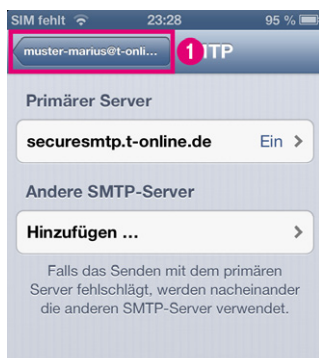 SIM fehlt 23:28 95 %
muster-marius@t-onli... 1 TP
Primärer Server
securesmtp.t-online.de Ein
Andere SMTP-Server
Hinzufügen ...
Falls das Senden mit dem primären
Server fehlschlägt, werden nacheinander
die anderen SMTP-Server verwendet.